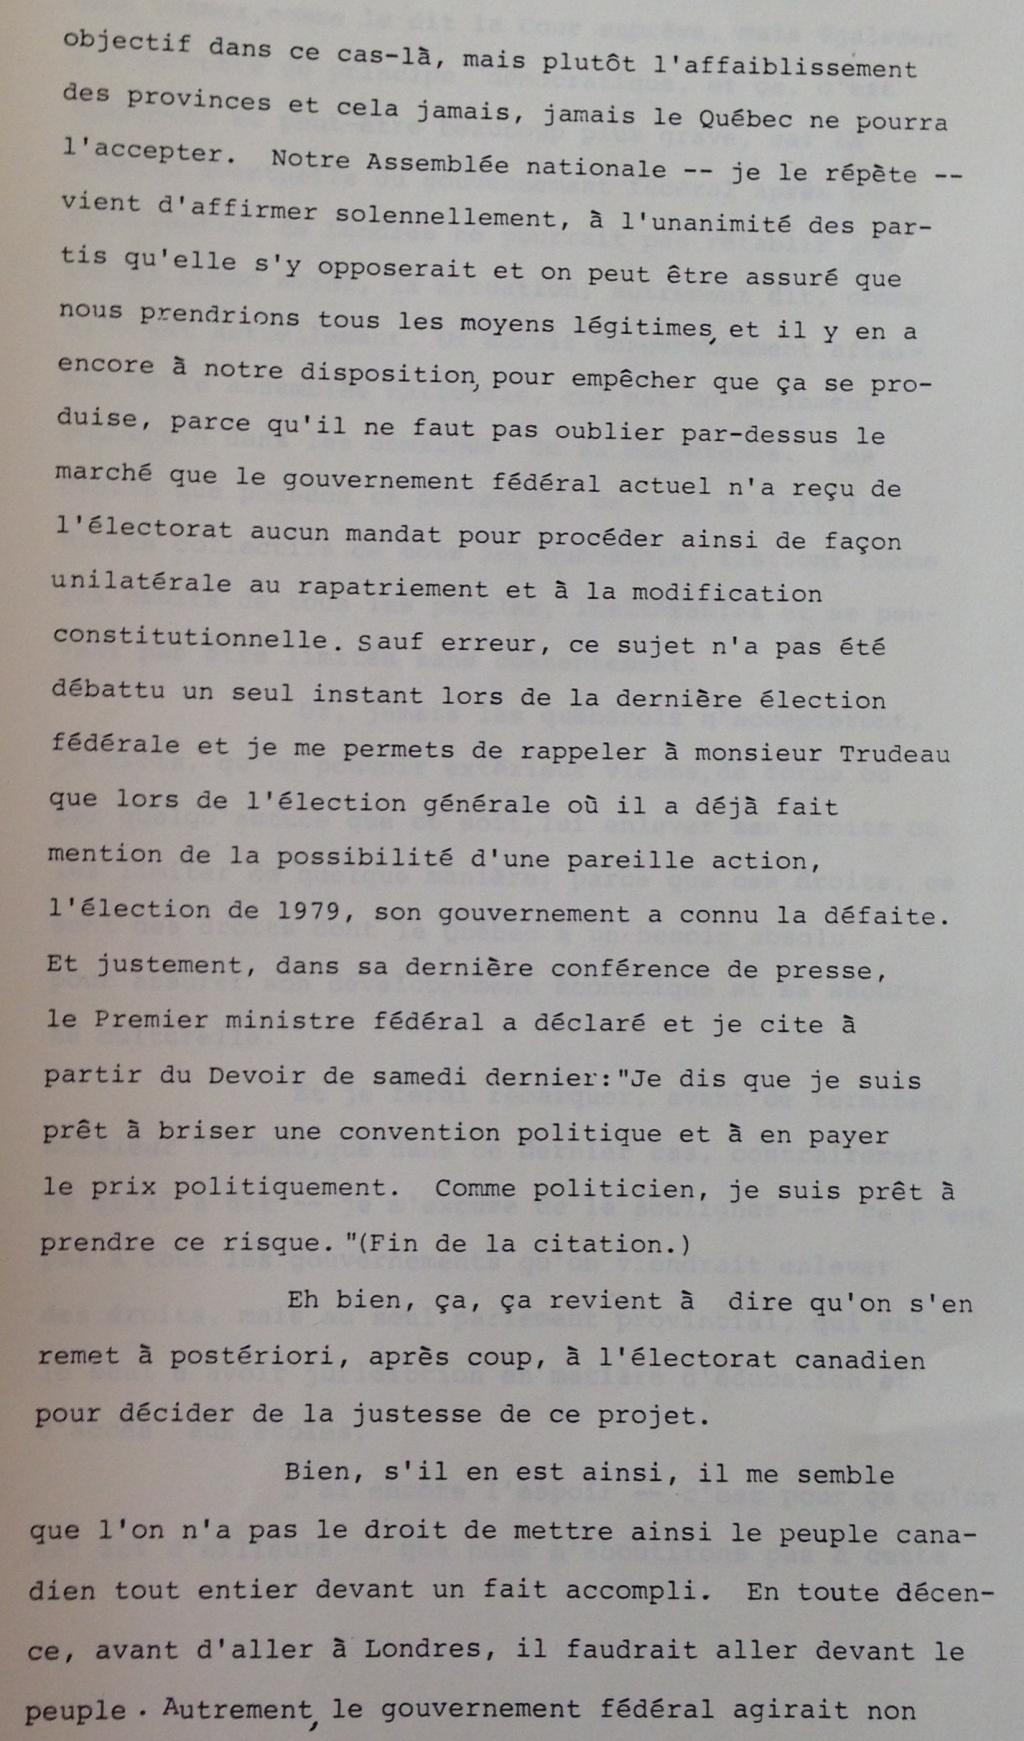 objectif dans ce cas-là, mais plutôt l'affaiblissement
des provinces et cela jamais, jamais le Québec ne pourra
l'accepter. Notre Assemblée nationale -- je le répète --
vient d'affirmer solennellement, à l'unanimité des par-
tis qu'elle s'y opposerait et on peut être assuré que
nous prendrions tous les moyens légitimes, et il y en a
encore à notre disposition, pour empêcher que ça se pro-
duise, parce qu'il ne faut pas oublier par-dessus le
marché que le gouvernement fédéral actuel n'a reçu de
l'électorat aucun mandat pour procéder ainsi de façon
unilatérale au rapatriement et à la modification
constitutionnelle. Sauf erreur, ce sujet n'a pas été
débattu un seul instant lors de la dernière élection
fédérale et je me permets de rappeler à monsieur Trudeau
que lors de l'élection générale où il a déjà fait
mention de la possibilité d'une pareille action,
l'élection de 1979, son gouvernement a connu la défaite.
Et justement, dans sa dernière conférence de presse,
le Premier ministre fédéral a déclaré et je cite à
partir du Devoir de samedi dernier:"Je dis que je suis
prêt à briser une convention politique et à en payer
le prix politiquement. Comme politicien, je suis prêt à
prendre ce risque. "(Fin de la citation.)
Eh bien, ça, ça revient à dire qu'on s'en
remet à postériori, après coup, à l'électorat canadien
pour décider de la justesse de ce projet.
Bien, s'il en est ainsi, il me semble
que l'on n'a pas le droit de mettre ainsi le peuple cana-
dien tout entier devant un fait accompli. En toute décen-
ce, avant d'aller à Londres, il faudrait aller devant le
peuple. Autrement, le gouvernement fédéral agirait non